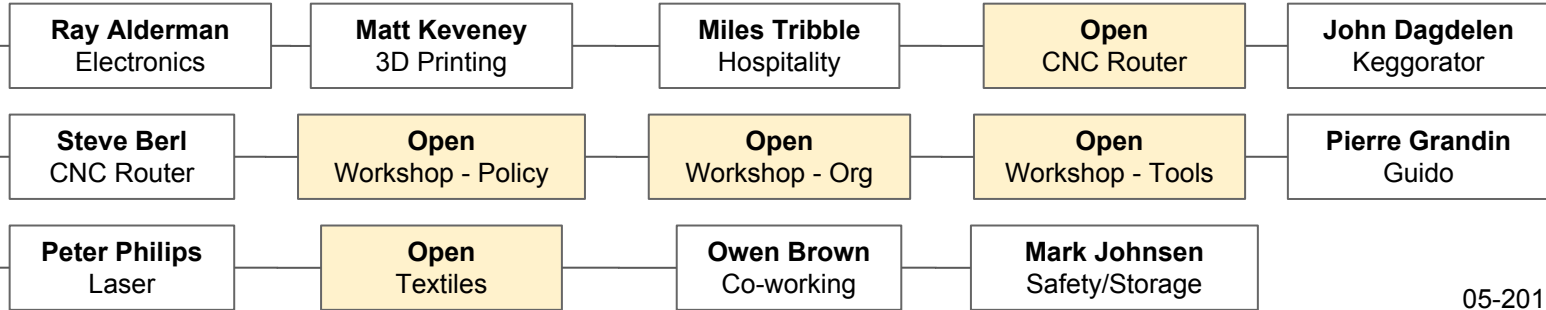 Ray Alderman
Electronics
Matt Keveney
3D Printing
Miles Tribble
Hospitality
Open
CNC Router
John Dagdelen
Keggorator
Steve Berl
CNC Router
Open
Workshop - Policy
Open
Workshop - Org
Open
Workshop - Tools
Pierre Grandin
Guido
Peter Philips
Laser
Open
Textiles
Owen Brown
Co-working
Mark Johnsen
Safety/Storage
05-201